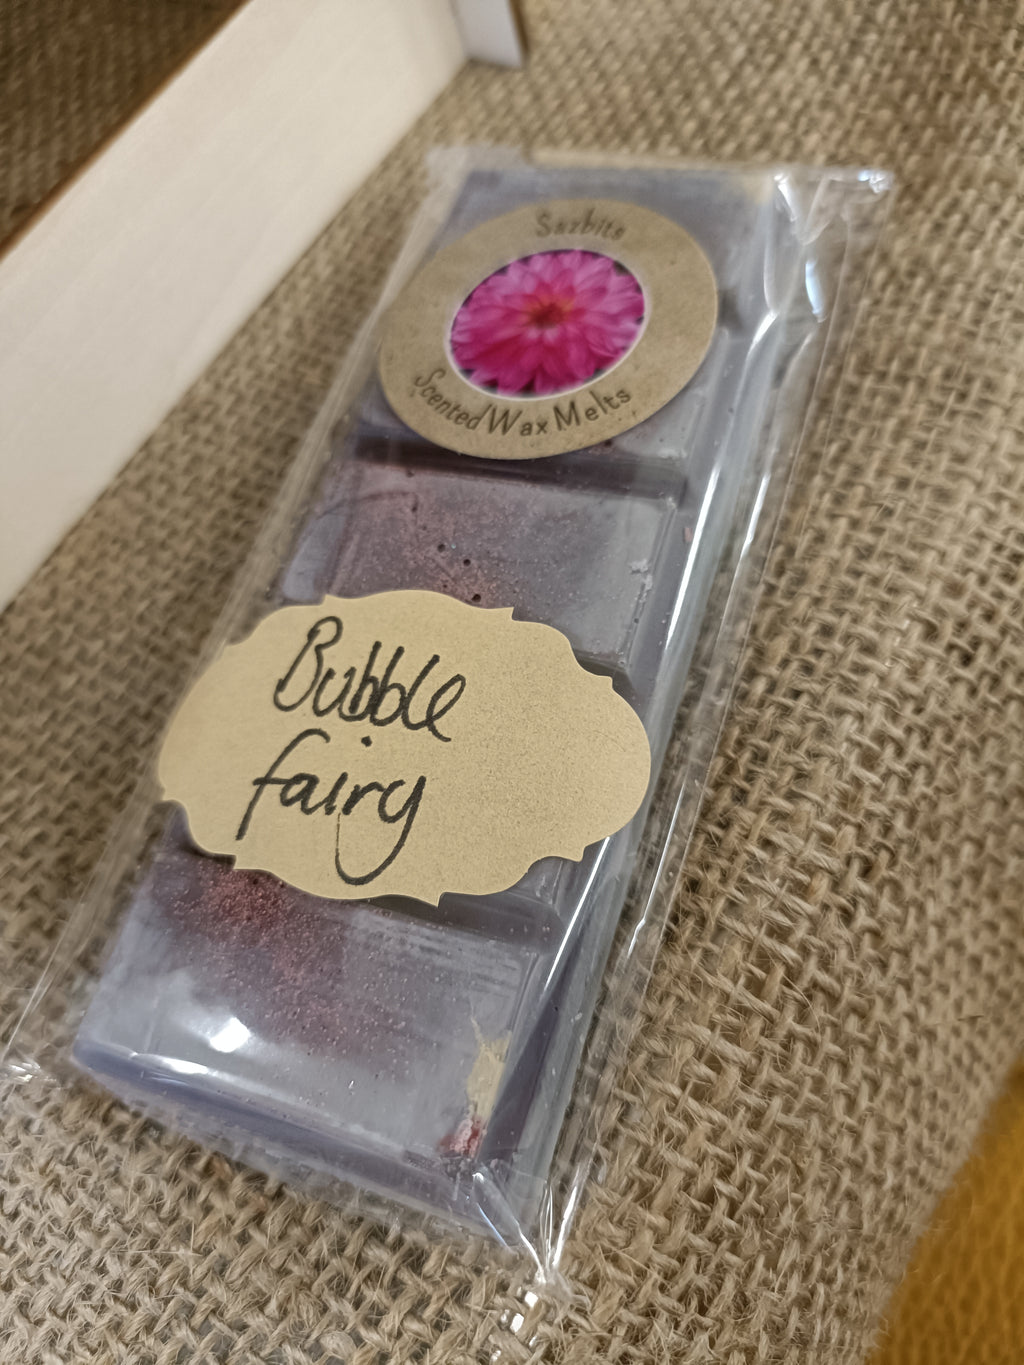 Sazbits
Scented Wax Melts
Bubble
fairy